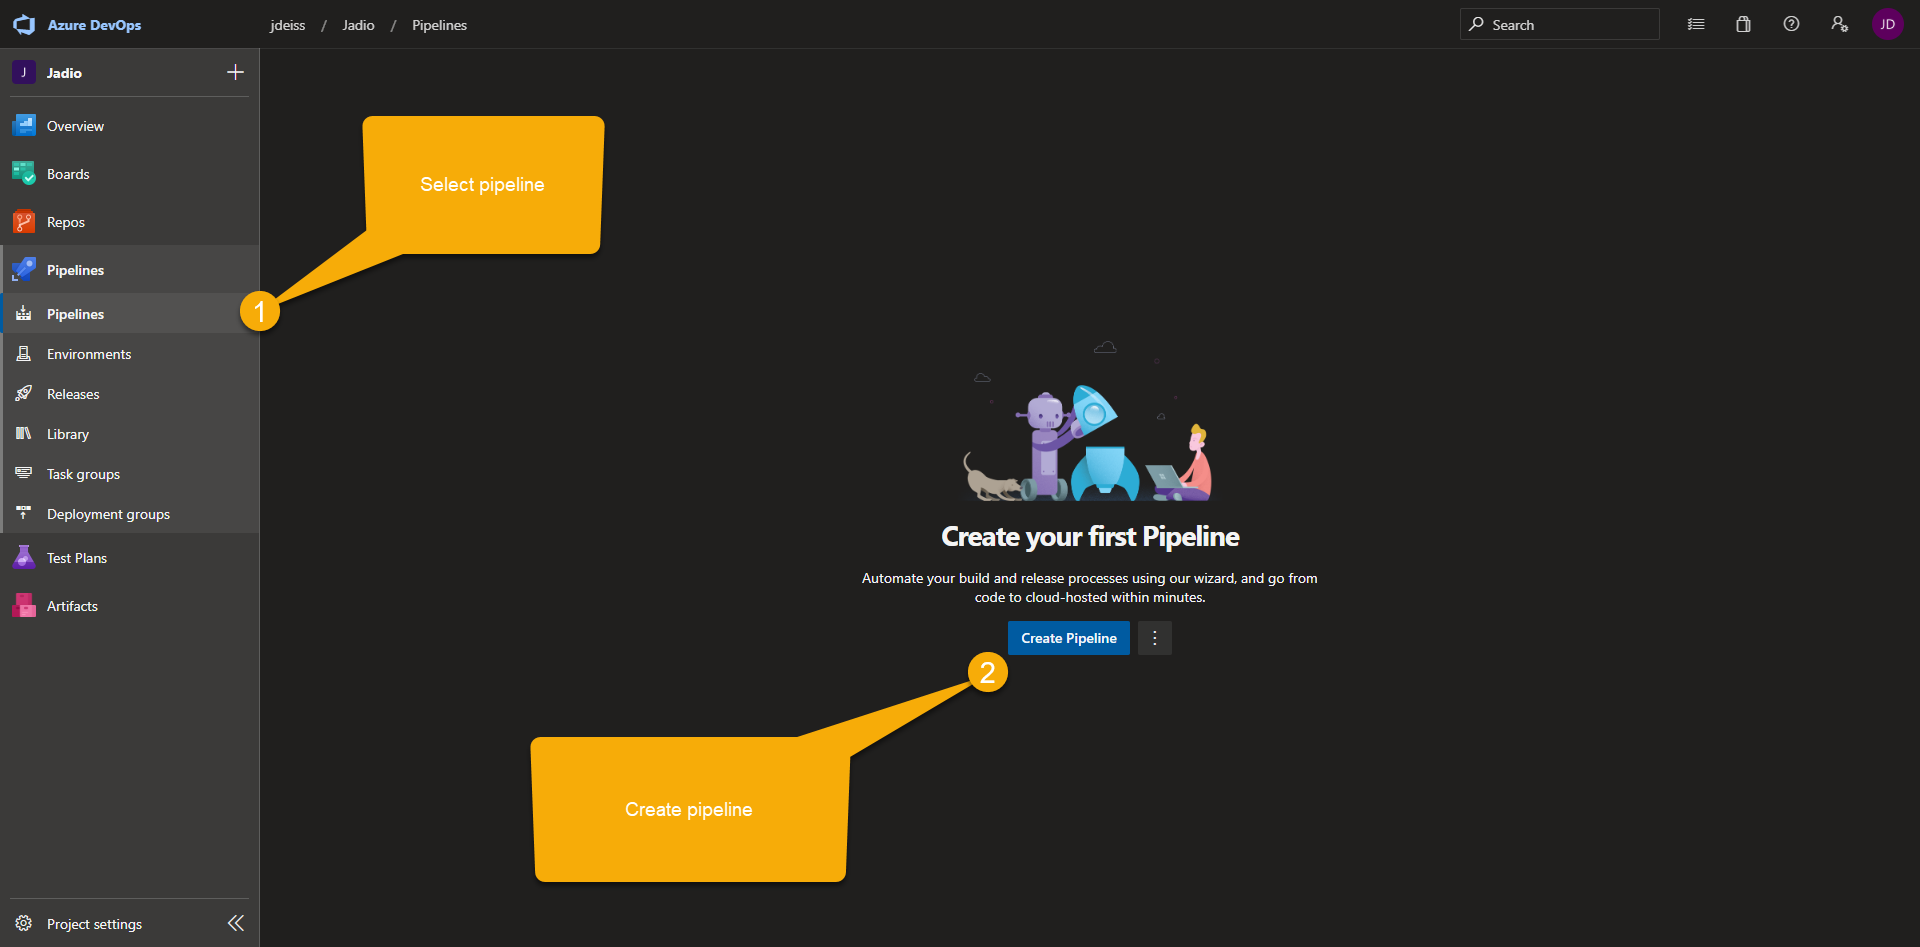 Azure DevOps
jdeiss / Jadio / Pipelines
Search
JD
J Jadio
Overview
Boards
Repos
Pipelines
Pipelines
Environments
Releases
Library
Task groups
Deployment groups
Test Plans
Artifacts
Project settings
Select pipeline
1
Create your first Pipeline
Automate your build and release processes using our wizard, and go from
code to cloud-hosted within minutes.
Create Pipeline
2
Create pipeline